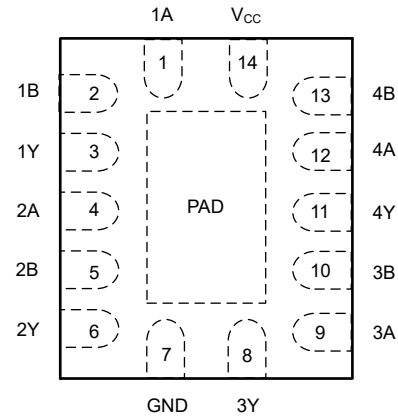 1A VCC
1 14
1B 2 13 4B
1Y 3 12 4A
2A 4 PAD 11 4Y
2B 5 10 3B
2Y 6 9 3A
7 8
GND 3Y